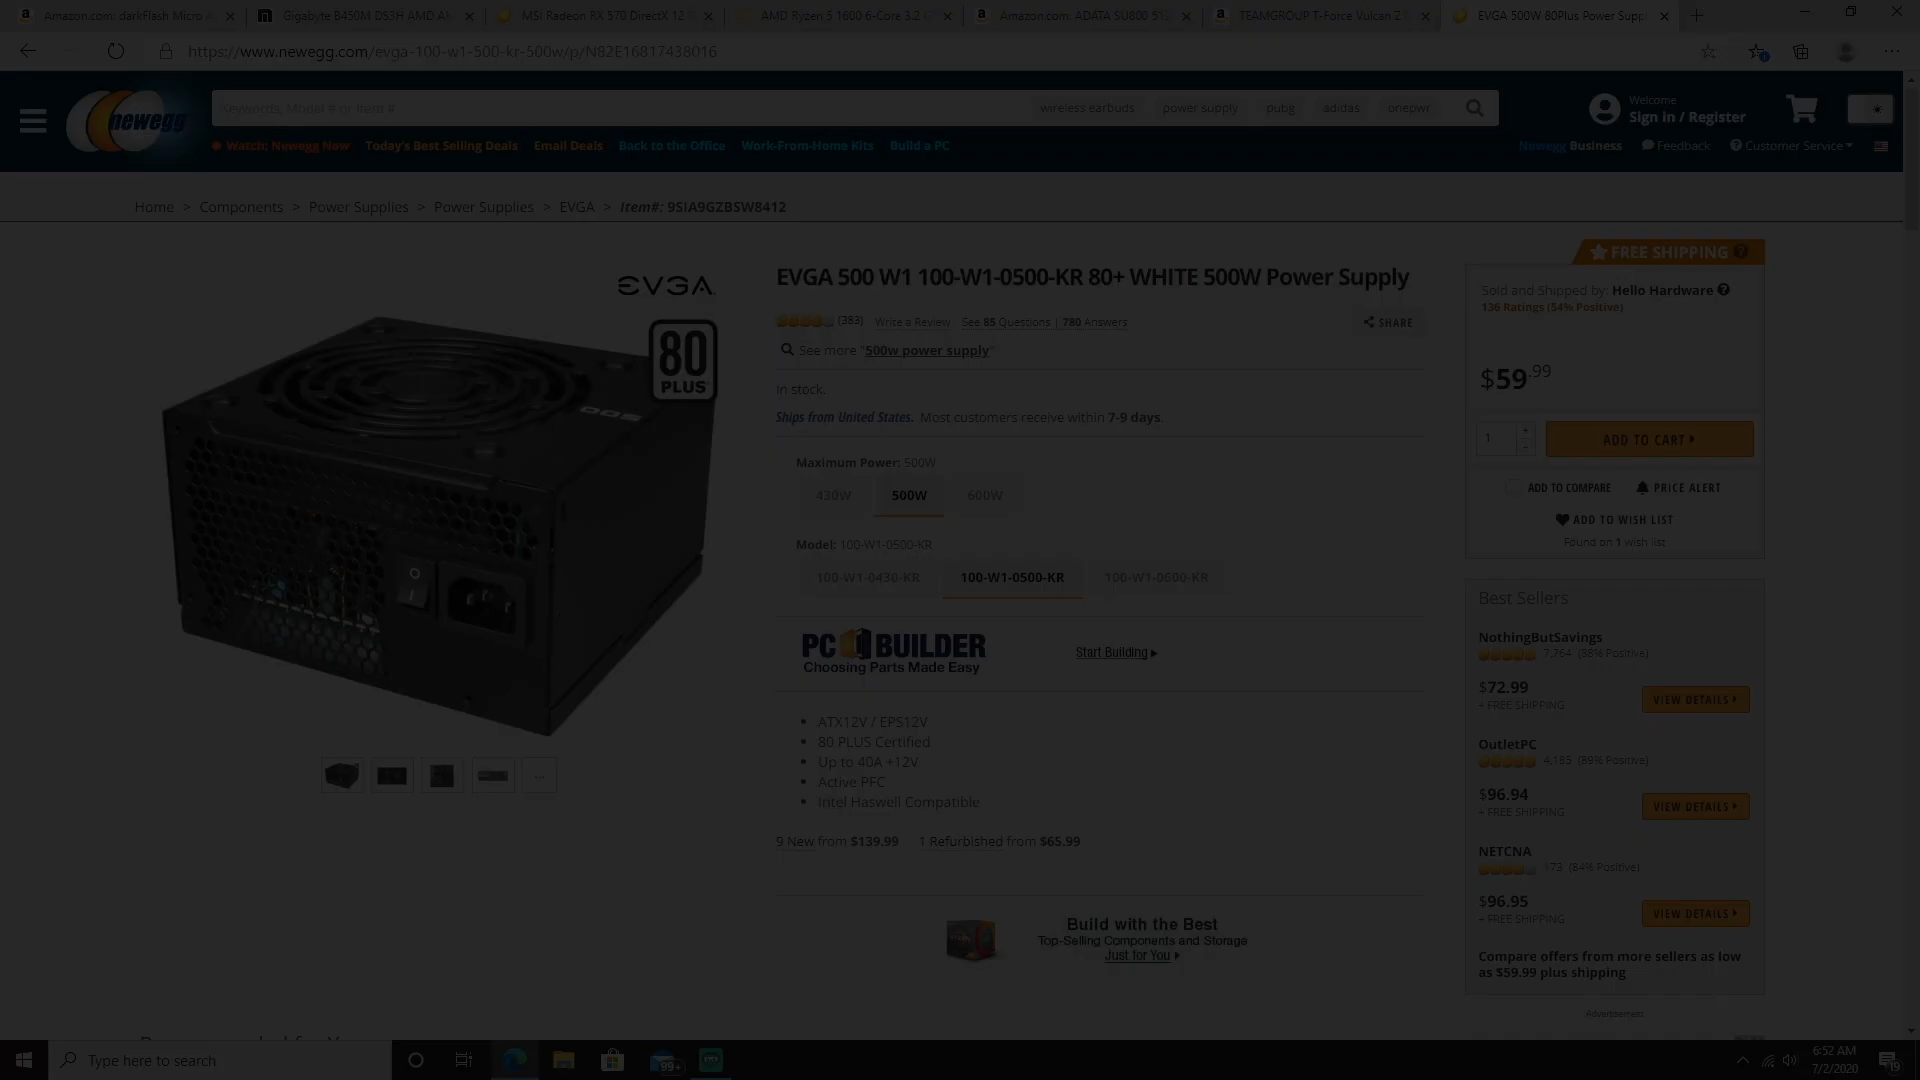 Amazon.com: darkFlash Micro
Gigabyte B450M DS3H AMD
MSI Radeon RX 570 DirectX 12
AMD Ryzen 5 1600 6-Core 3.2
Amazon.com: ADATA SU800
TEAMGROUP T-Force Vulcan Z
EVGA 500W 80Plus Power Supp
https://www.newegg.com/evga-100-w1-500-kr-500w/p/N82E16817438016
newegg
Keywords, Model # or Item #
wireless earbuds
power supply
pubg
adidas
onepwr
Welcome
Sign in / Register
Watch: Newegg Now
Today's Best Selling Deals
Email Deals
Back to the Office
Work-From-Home Kits
Build a PC
Newegg Business
Feedback
Customer Service
Home > Components > Power Supplies > Power Supplies > EVGA > Item#: 9SIA9GZBSW8412
EVGA
80
PLUS
500
EVGA 500 W1 100-W1-0500-KR 80+ WHITE 500W Power Supply
(383) Write a Review See 85 Questions | 780 Answers
SHARE
See more "500w power supply"
In stock.
Ships from United States. Most customers receive within 7-9 days.
Maximum Power: 500W
430W
500W
600W
Model: 100-W1-0500-KR
100-W1-0430-KR
100-W1-0500-KR
100-W1-0600-KR
PC BUILDER
Choosing Parts Made Easy
Start Building
• ATX12V / EPS12V
• 80 PLUS Certified
• Up to 40A +12V
• Active PFC
• Intel Haswell Compatible
9 New from $139.99
1 Refurbished from $65.99
Build with the Best
Top-Selling Components and Storage
Just for You
FREE SHIPPING
Sold and Shipped by: Hello Hardware
136 Ratings (54% Positive)
$59.99
1
ADD TO CART
ADD TO COMPARE
PRICE ALERT
ADD TO WISH LIST
Found on 1 wish list
Best Sellers
NothingButSavings
7,764 (88% Positive)
$72.99
+ FREE SHIPPING
VIEW DETAILS
OutletPC
(89% Positive)
$96.94
+ FREE SHIPPING
VIEW DETAILS
NETCNA
173 (84% Positive)
$96.95
+ FREE SHIPPING
VIEW DETAILS
Compare offers from more sellers as low
as $59.99 plus shipping
Advertisement
Type here to search
99+
6:52 AM
7/2/2020
19